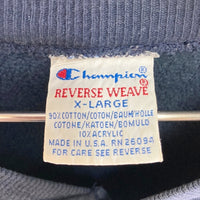 Champion
REVERSE WEAVE
X-LARGE
90% COTTON/COTON/BAUMWOLLE
COTONE/KATOEN/BOMULD
10% ACRYLIC
MADE IN U.S.A. RN 26094
FOR CARE SEE REVERSE